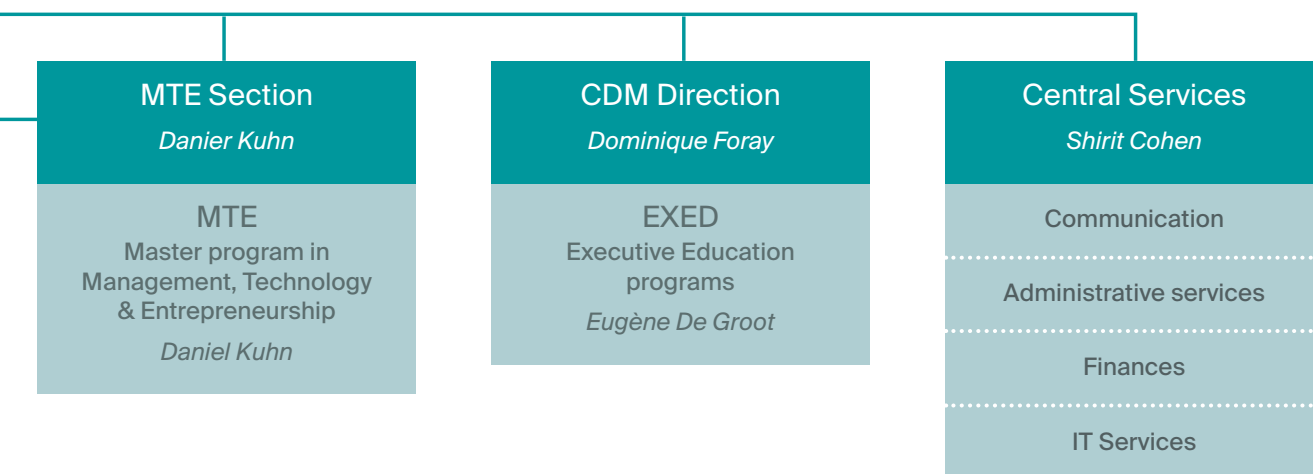 MTE Section
Danier Kuhn
MTE
Master program in
Management, Technology
& Entrepreneurship
Daniel Kuhn
CDM Direction
Dominique Foray
EXED
Executive Education
programs
Eugène De Groot
Central Services
Shirit Cohen
Communication
Administrative services
Finances
IT Services